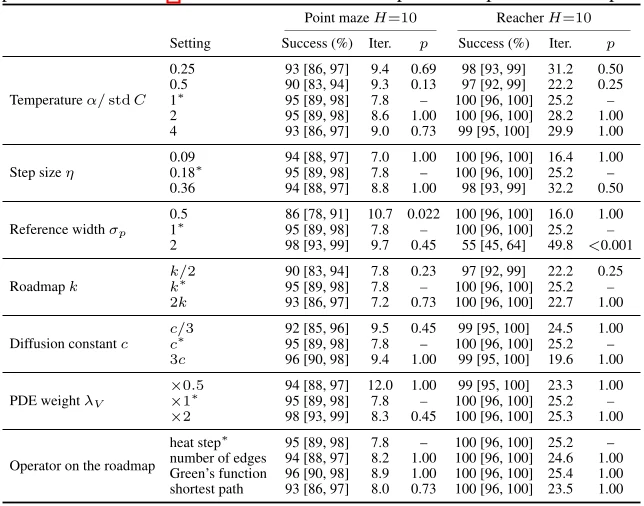 Point maze H=10 Reacher H=10
Setting Success (%) Iter. p Success (%) Iter. p
0.25 93 [86, 97] 9.4 0.69 98 [93, 99] 31.2 0.50
0.5 90 [83, 94] 9.3 0.13 97 [92, 99] 22.2 0.25
Temperature α/ std C 1* 95 [89, 98] 7.8 – 100 [96, 100] 25.2 –
2 95 [89, 98] 8.6 1.00 100 [96, 100] 28.2 1.00
4 93 [86, 97] 9.0 0.73 99 [95, 100] 29.9 1.00
0.09 94 [88, 97] 7.0 1.00 100 [96, 100] 16.4 1.00
Step size η 0.18* 95 [89, 98] 7.8 – 100 [96, 100] 25.2 –
0.36 94 [88, 97] 8.8 1.00 98 [93, 99] 32.2 0.50
0.5 86 [78, 91] 10.7 0.022 100 [96, 100] 16.0 1.00
Reference width σp 1* 95 [89, 98] 7.8 – 100 [96, 100] 25.2 –
2 98 [93, 99] 9.7 0.45 55 [45, 64] 49.8 <0.001
k/2 90 [83, 94] 7.8 0.23 97 [92, 99] 22.2 0.25
Roadmap k k* 95 [89, 98] 7.8 – 100 [96, 100] 25.2 –
2k 93 [86, 97] 7.2 0.73 100 [96, 100] 22.7 1.00
c/3 92 [85, 96] 9.5 0.45 99 [95, 100] 24.5 1.00
Diffusion constant c c* 95 [89, 98] 7.8 – 100 [96, 100] 25.2 –
3c 96 [90, 98] 9.4 1.00 99 [95, 100] 19.6 1.00
×0.5 94 [88, 97] 12.0 1.00 99 [95, 100] 23.3 1.00
PDE weight λV ×1* 95 [89, 98] 7.8 – 100 [96, 100] 25.2 –
×2 98 [93, 99] 8.3 0.45 100 [96, 100] 25.3 1.00
heat step* 95 [89, 98] 7.8 – 100 [96, 100] 25.2 –
Operator on the roadmap number of edges 94 [88, 97] 8.2 1.00 100 [96, 100] 24.6 1.00
Green's function 96 [90, 98] 8.9 1.00 100 [96, 100] 25.4 1.00
shortest path 93 [86, 97] 8.0 0.73 100 [96, 100] 23.5 1.00